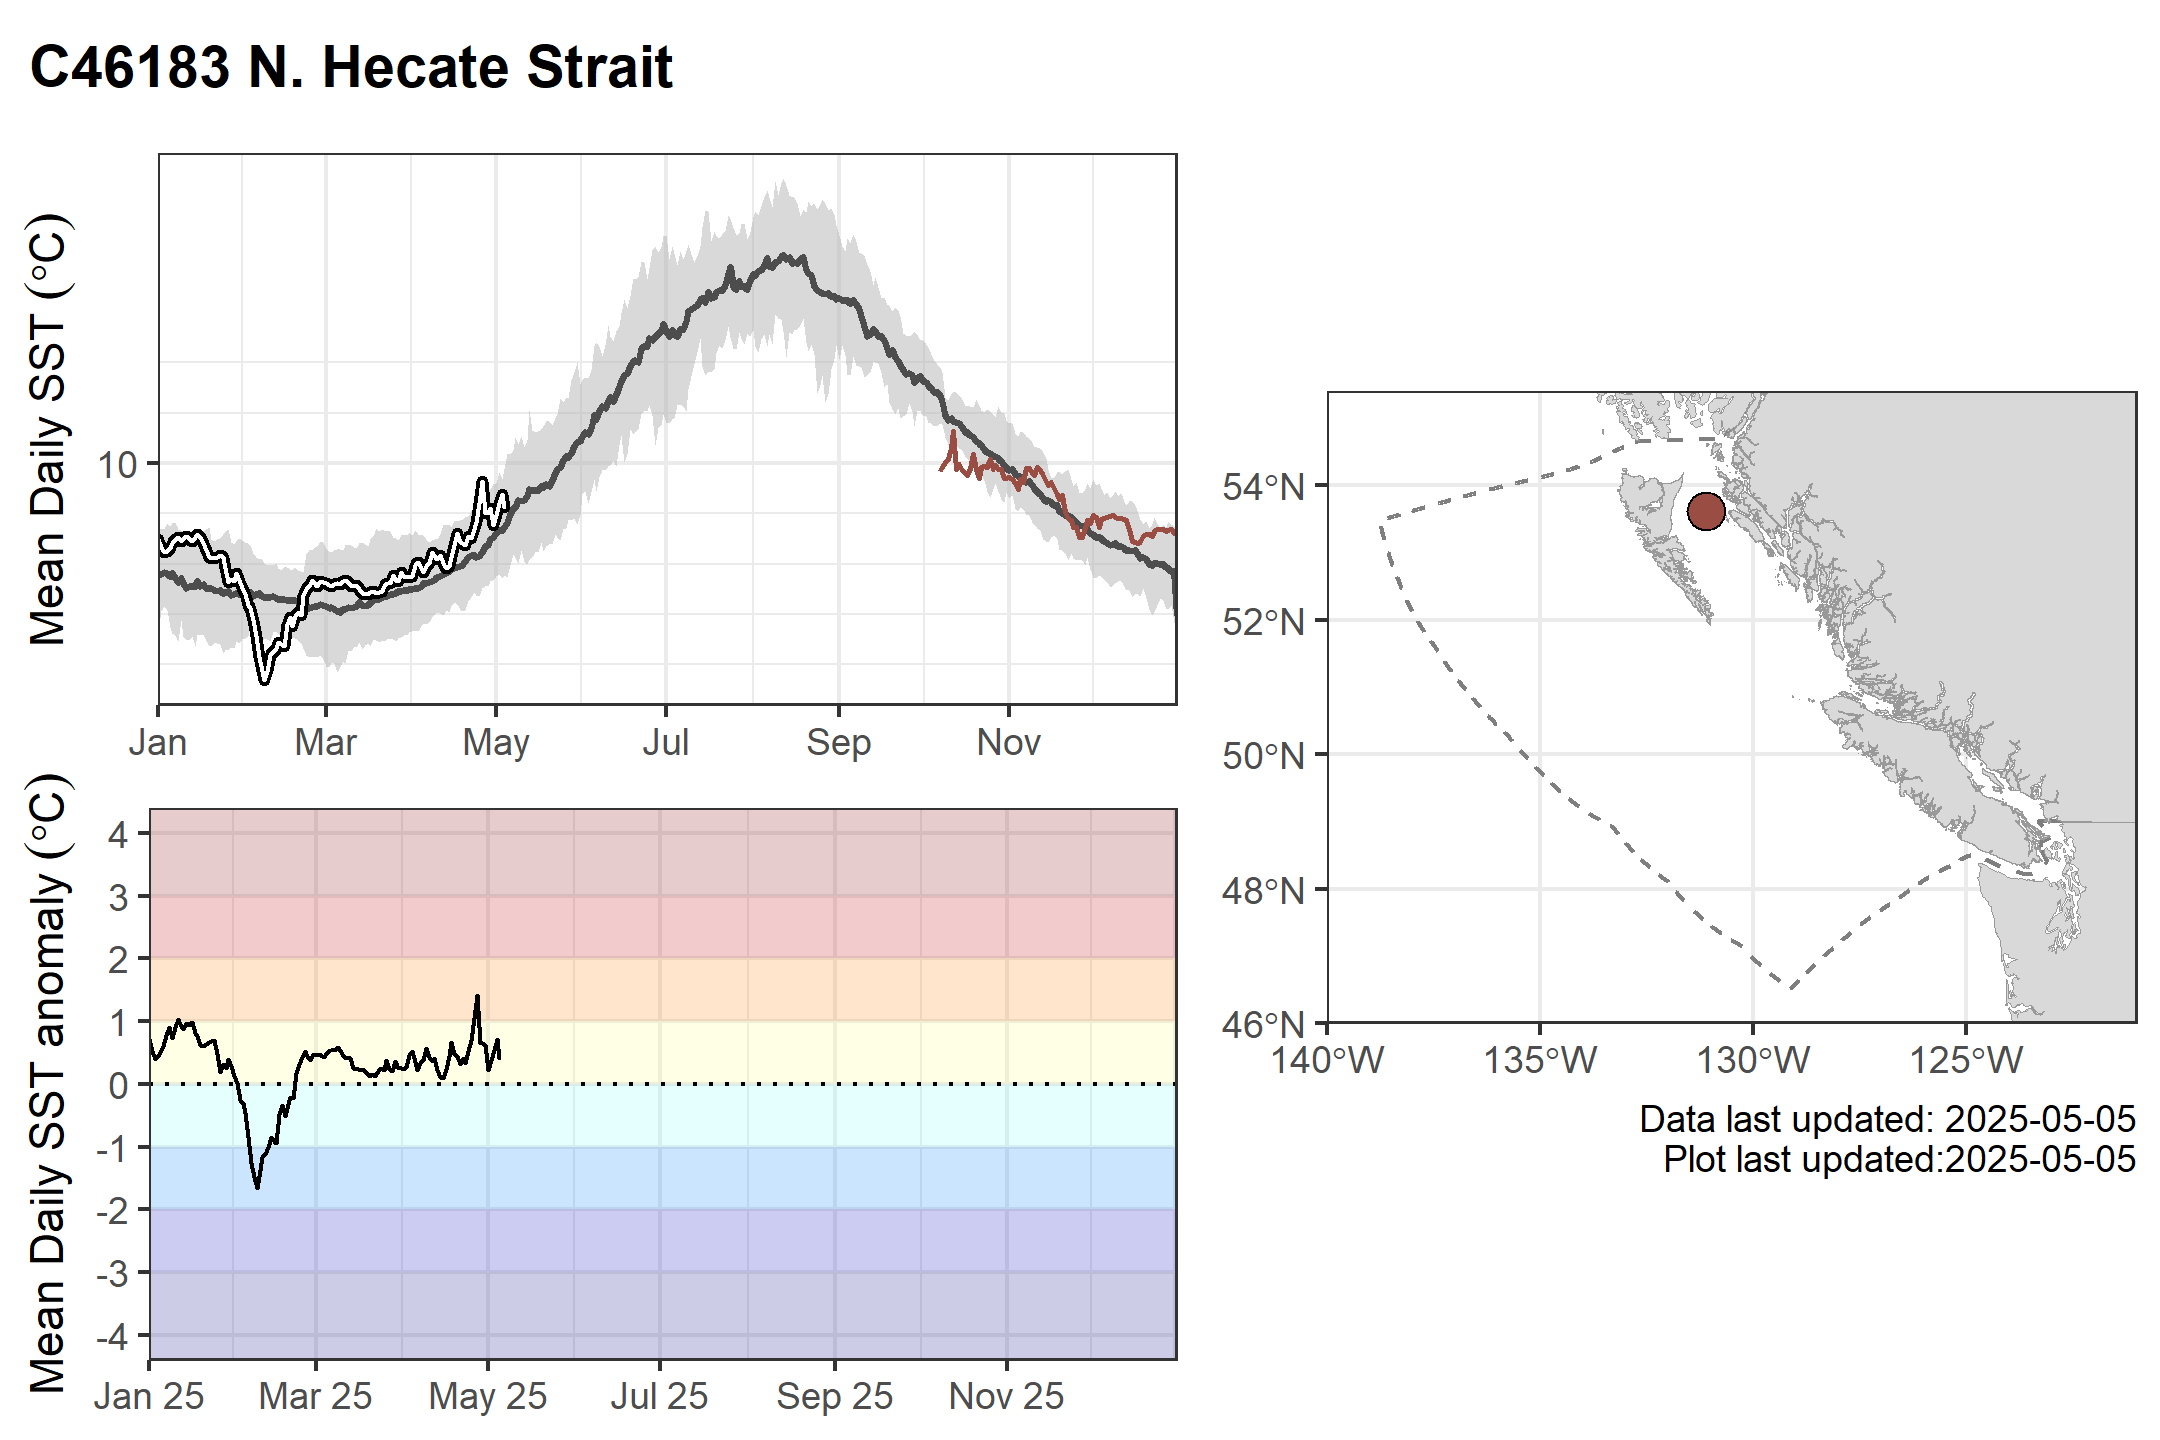 C46183 N. Hecate Strait
Mean Daily SST (°C)
10
Jan Mar May Jul Sep Nov
Mean Daily SST anomaly (°C)
4
3
2
1
0
-1
-2
-3
-4
Jan 25 Mar 25 May 25 Jul 25 Sep 25 Nov 25
54°N
52°N
50°N
48°N
46°N
140°W 135°W 130°W 125°W
Data last updated: 2025-05-05
Plot last updated:2025-05-05